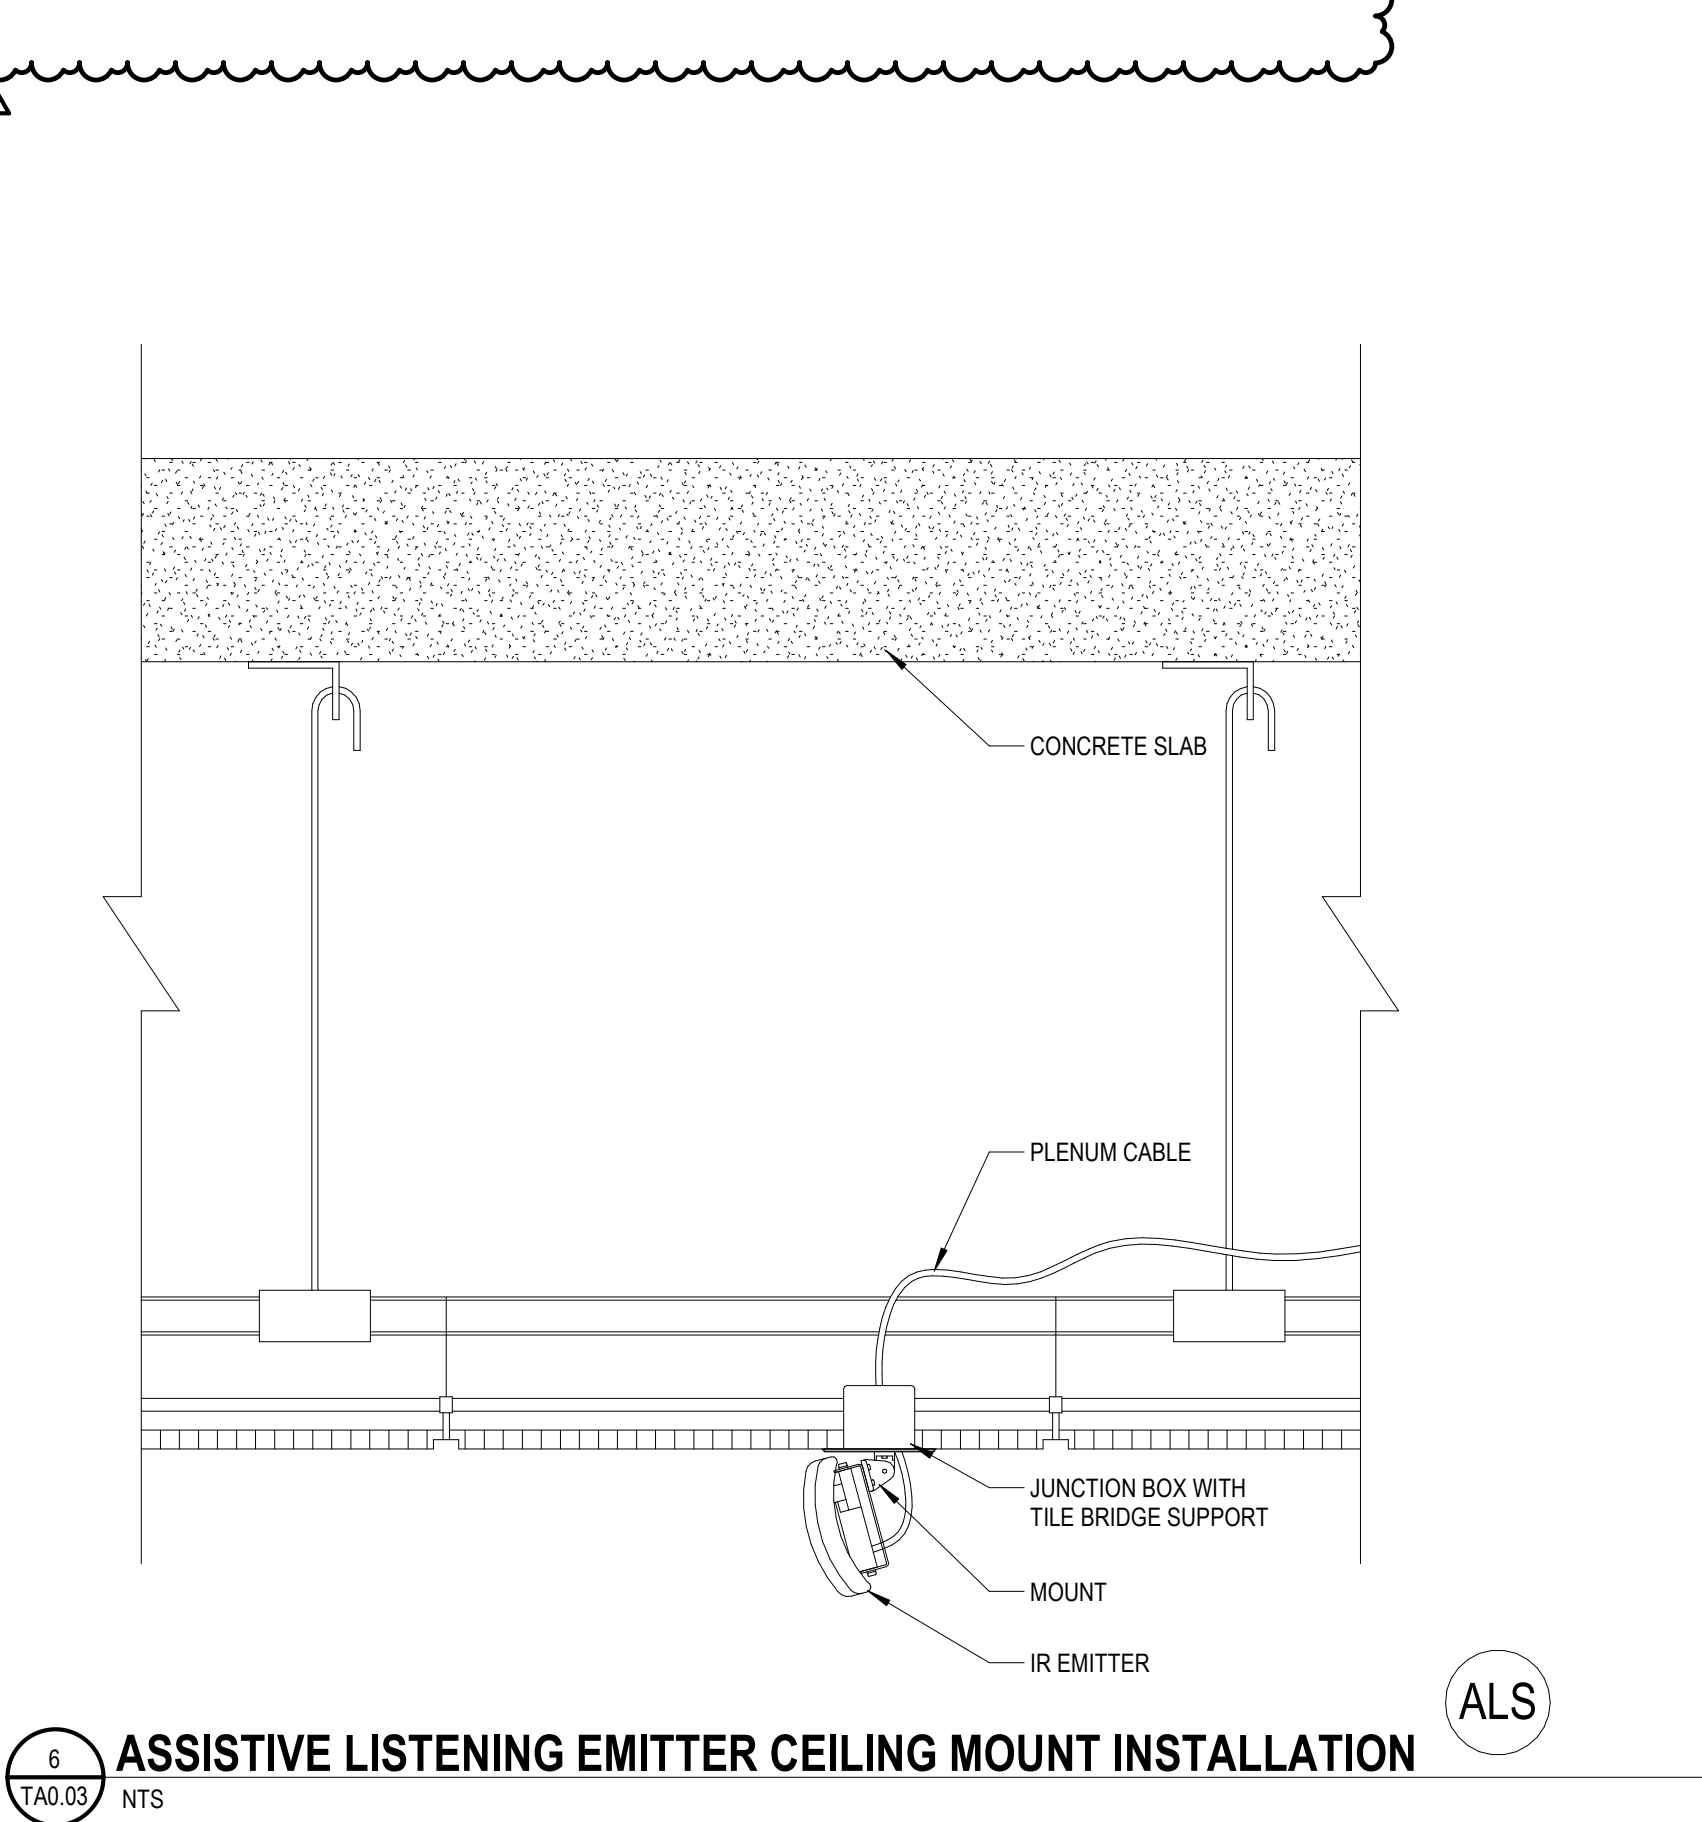 CONCRETE SLAB
PLENUM CABLE
JUNCTION BOX WITH
TILE BRIDGE SUPPORT
MOUNT
IR EMITTER
ALS
6
TA0.03
ASSISTIVE LISTENING EMITTER CEILING MOUNT INSTALLATION
NTS